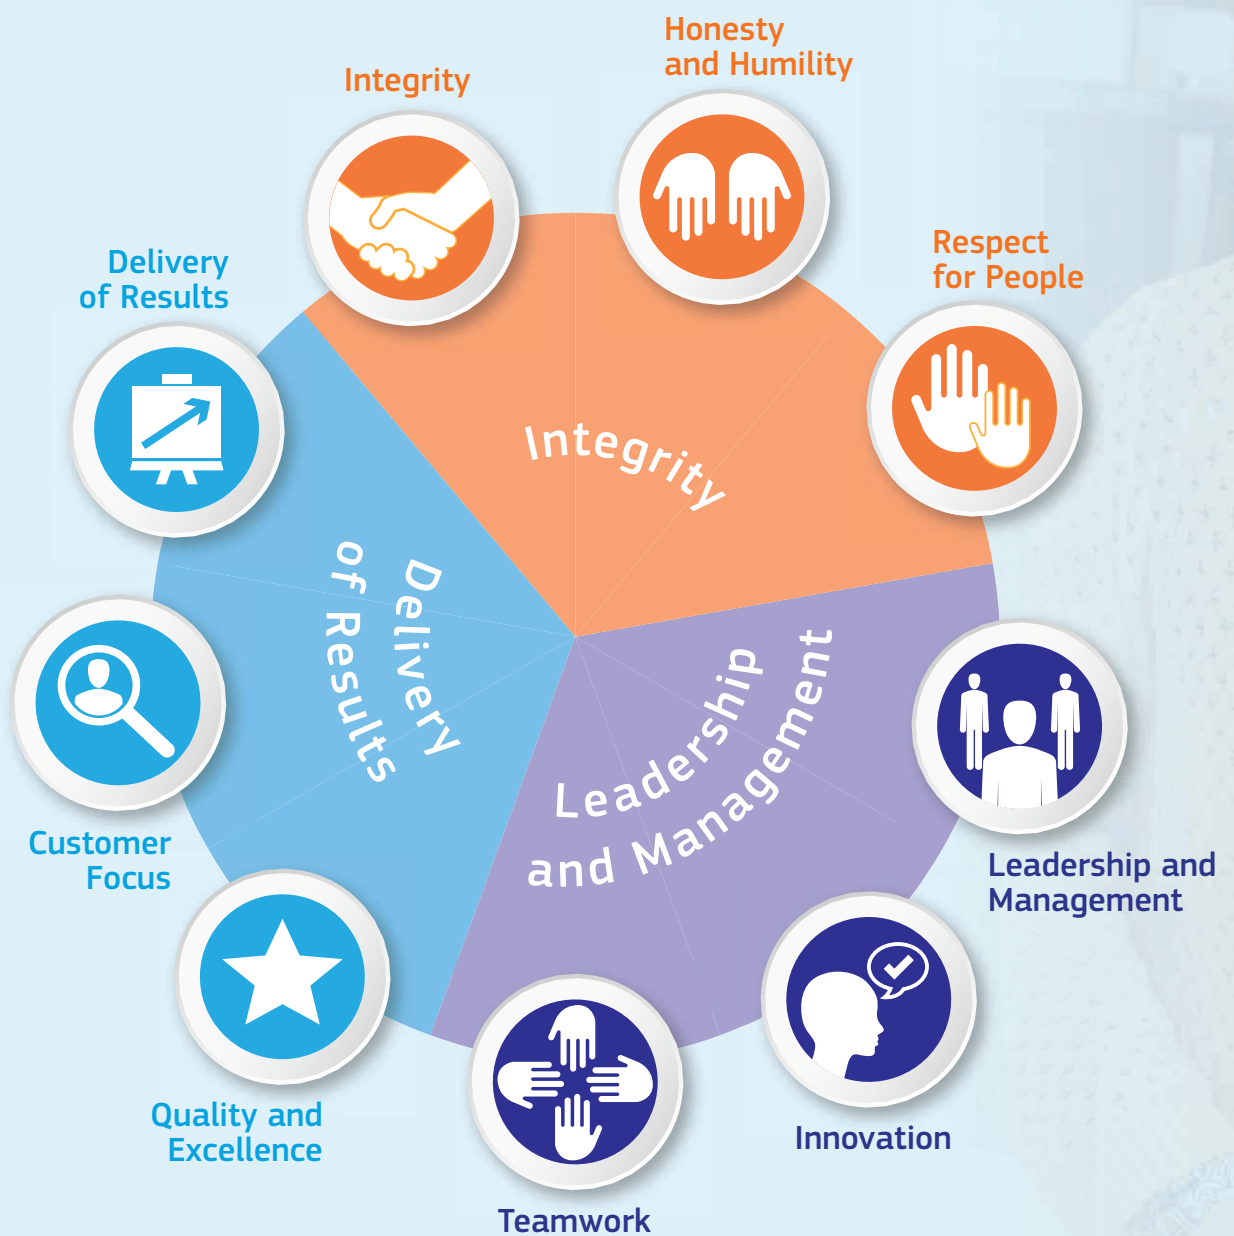 Honesty
and Humility
Integrity
Respect
for People
Delivery
of Results
Integrity
Delivery
of Results
Leadership
and Management
Customer
Focus
Leadership and
Management
Quality and
Excellence
Innovation
Teamwork